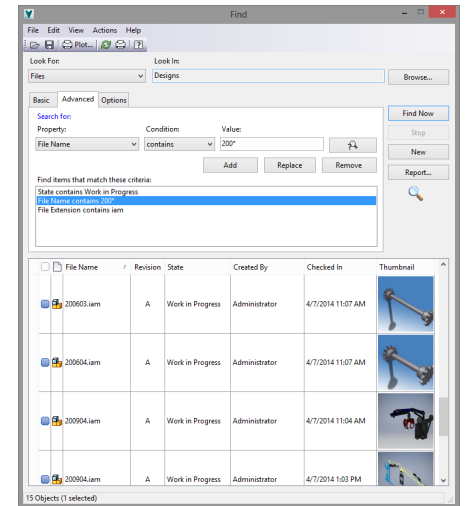 Find
File Edit View Actions Help
Plot...
Look For: Look In:
Files Designs Browse...
Basic Advanced Options
Search for:
Property: Condition: Value:
File Name contains 200*
Add Replace Remove
Find items that match these criteria:
State contains Work in Progress
File Name contains 200*
File Extension contains iam
Find Now
Stop
New
Report...
File Name Revision State Created By Checked In Thumbnail
200603.iam A Work in Progress Administrator 4/7/2014 11:07 AM
200604.iam A Work in Progress Administrator 4/7/2014 11:07 AM
200904.iam A Work in Progress Administrator 4/7/2014 11:04 AM
200904.iam A Work in Progress Administrator 4/7/2014 1:03 PM
15 Objects (1 selected)